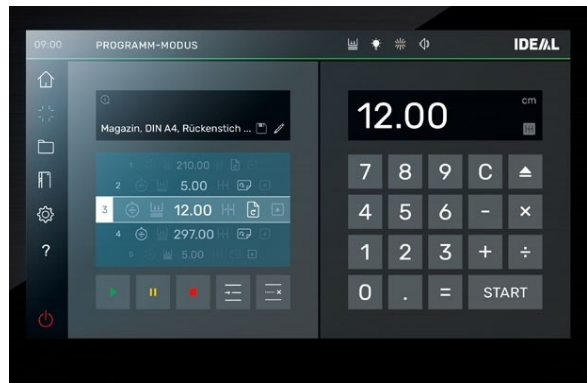 09:00 PROGRAMM-MODUS IDEAL
Magazin, DIN A4, Rückenstich ...
12.00 cm
1 210.00
2 5.00
3 12.00
4 297.00
5 5.00
7 8 9 C
4 5 6 - ×
1 2 3 + ÷
0 . = START
?